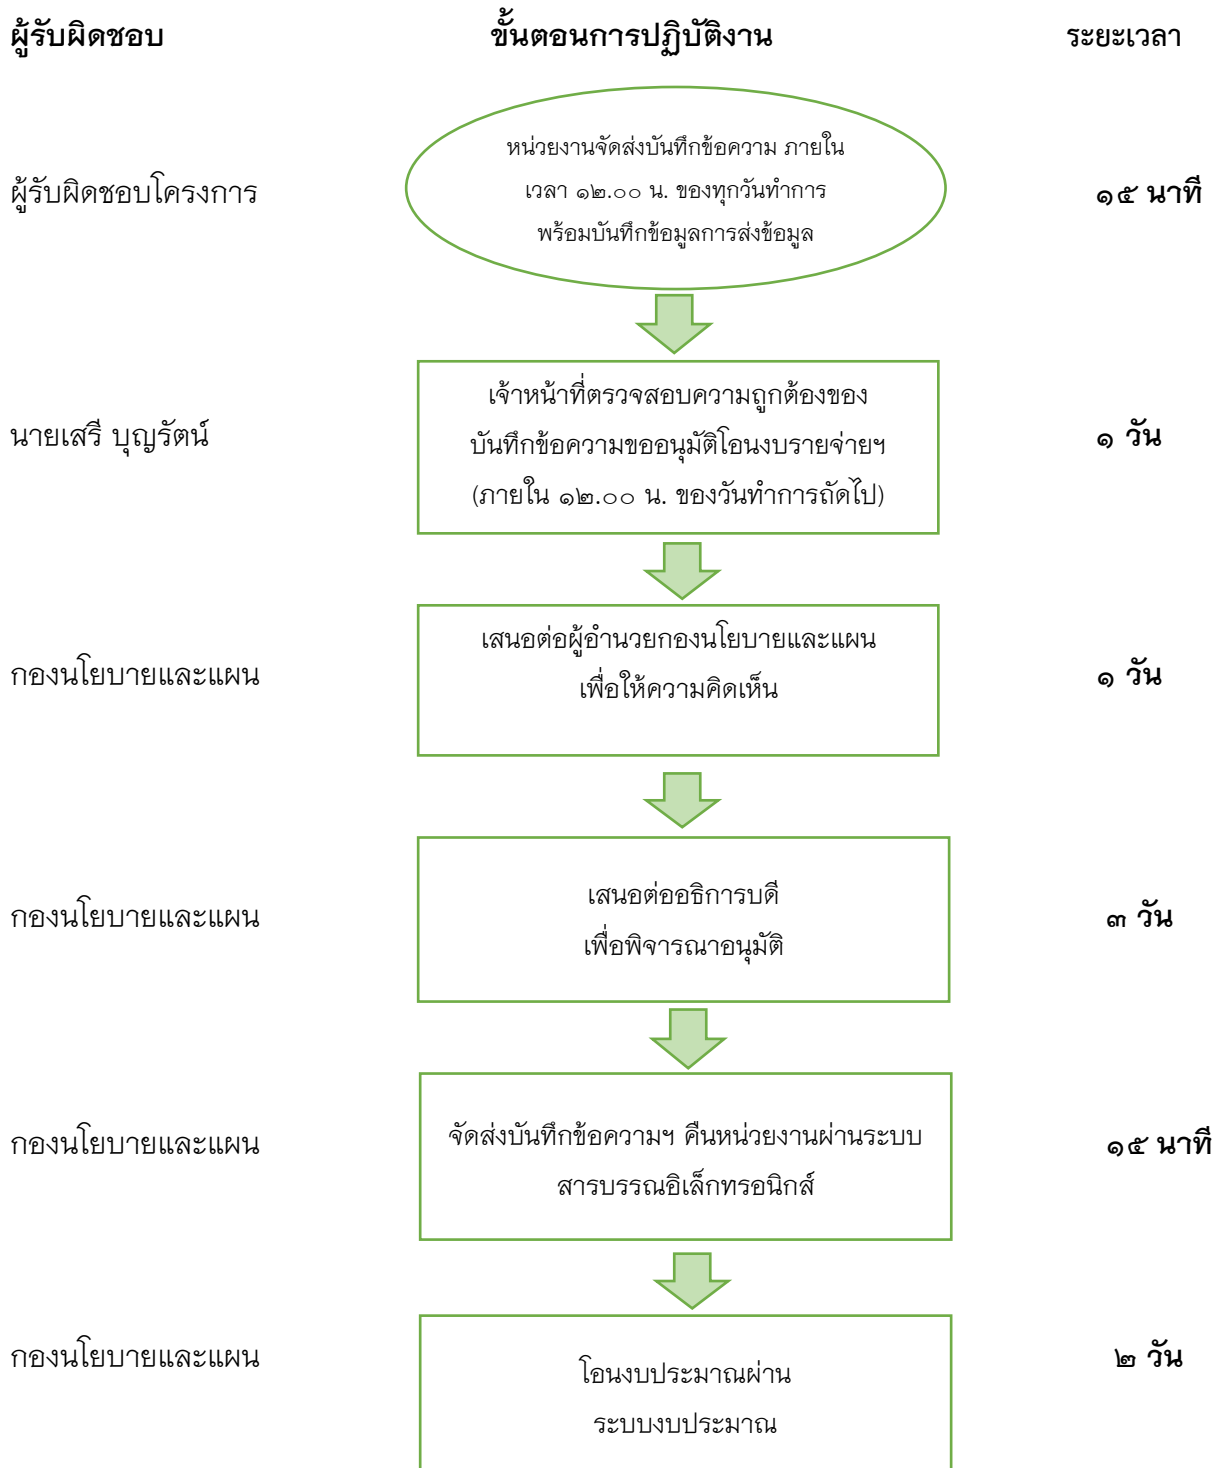 ผู้รับผิดชอบ ขั้นตอนการปฏิบัติงาน ระยะเวลา
หน่วยงานจัดส่งบันทึกข้อความ ภายใน
ผู้รับผิดชอบโครงการ เวลา ๑๒.๐๐ น. ของทุกวันทำการ ๑๕ นาที
พร้อมบันทึกข้อมูลการส่งข้อมูล
เจ้าหน้าที่ตรวจสอบความถูกต้องของ
นายเสรี บุญรัตน์ บันทึกข้อความขออนุมัติโอนงบรายจ่ายฯ ๑ วัน
(ภายใน ๑๒.๐๐ น. ของวันทำการถัดไป)
เสนอต่อผู้อำนวยกองนโยบายและแผน
กองนโยบายและแผน เพื่อให้ความคิดเห็น ๑ วัน
เสนอต่ออธิการบดี
กองนโยบายและแผน ๓ วัน
เพื่อพิจารณาอนุมัติ
กองนโยบายและแผน จัดส่งบันทึกข้อความฯ คืนหน่วยงานผ่านระบบ ๑๕ นาที
สารบรรณอิเล็กทรอนิกส์
กองนโยบายและแผน โอนงบประมาณผ่าน ๒ วัน
ระบบงบประมาณ